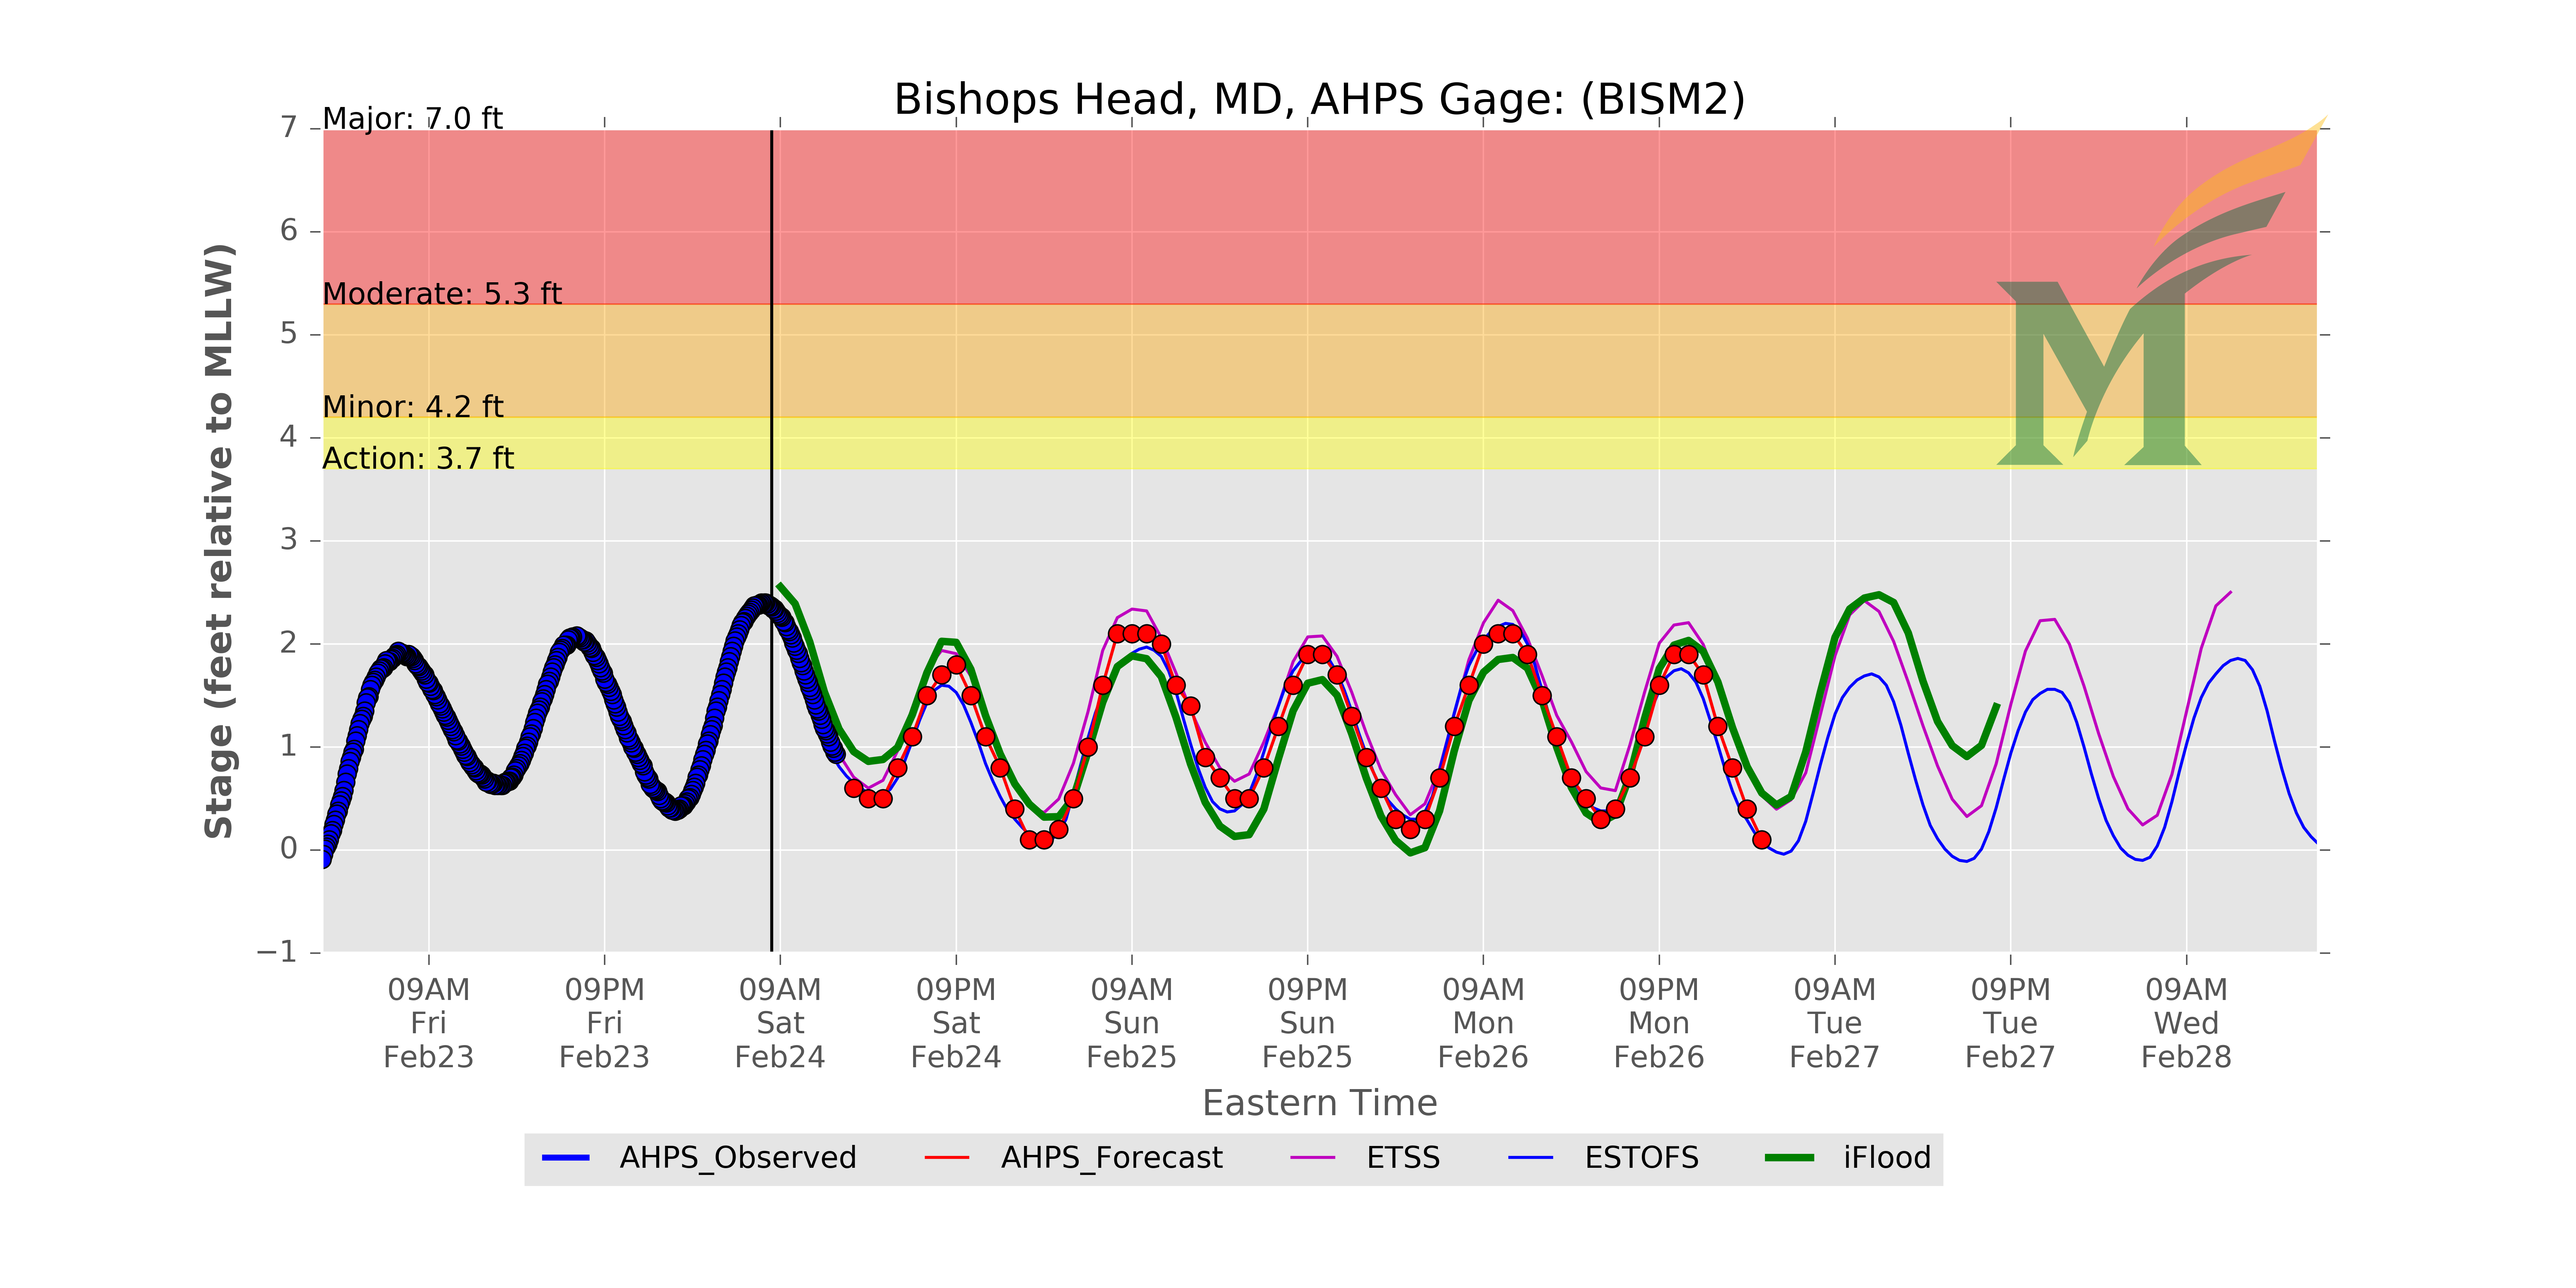 Bishops Head, MD, AHPS Gage: (BISM2)
Major: 7.0 ft
Moderate: 5.3 ft
Minor: 4.2 ft
Action: 3.7 ft
Stage (feet relative to MLLW)
7
6
5
4
3
2
1
0
−1
09AM Fri Feb23
09PM Fri Feb23
09AM Sat Feb24
09PM Sat Feb24
09AM Sun Feb25
09PM Sun Feb25
09AM Mon Feb26
09PM Mon Feb26
09AM Tue Feb27
09PM Tue Feb27
09AM Wed Feb28
Eastern Time
AHPS_Observed AHPS_Forecast ETSS ESTOFS iFlood
M